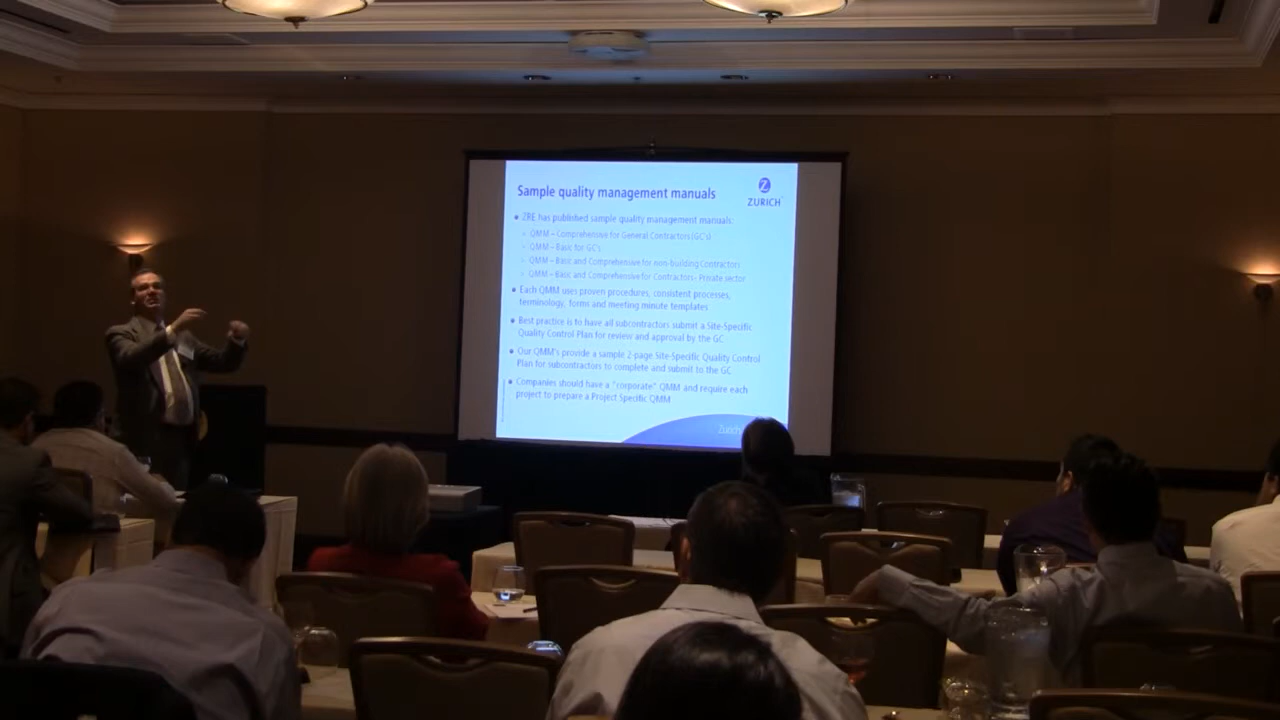 Sample quality management manuals
Z
ZURICH
• ZRE has published sample quality management manuals:
- QMM – Comprehensive for General Contractors (GC's)
- QMM – Basic for GC's
- QMM – Basic and Comprehensive for non-building Contractors
- QMM – Basic and Comprehensive for Contractors - Private sector
• Each QMM uses proven procedures, consistent processes,
terminology, forms and meeting minute templates
• Best practice is to have all subcontractors submit a Site-Specific
Quality Control Plan for review and approval by the GC
• Our QMM's provide a sample 2-page Site-Specific Quality Control
Plan for subcontractors to complete and submit to the GC
• Companies should have a "corporate" QMM and require each
project to prepare a Project Specific QMM
Zurich